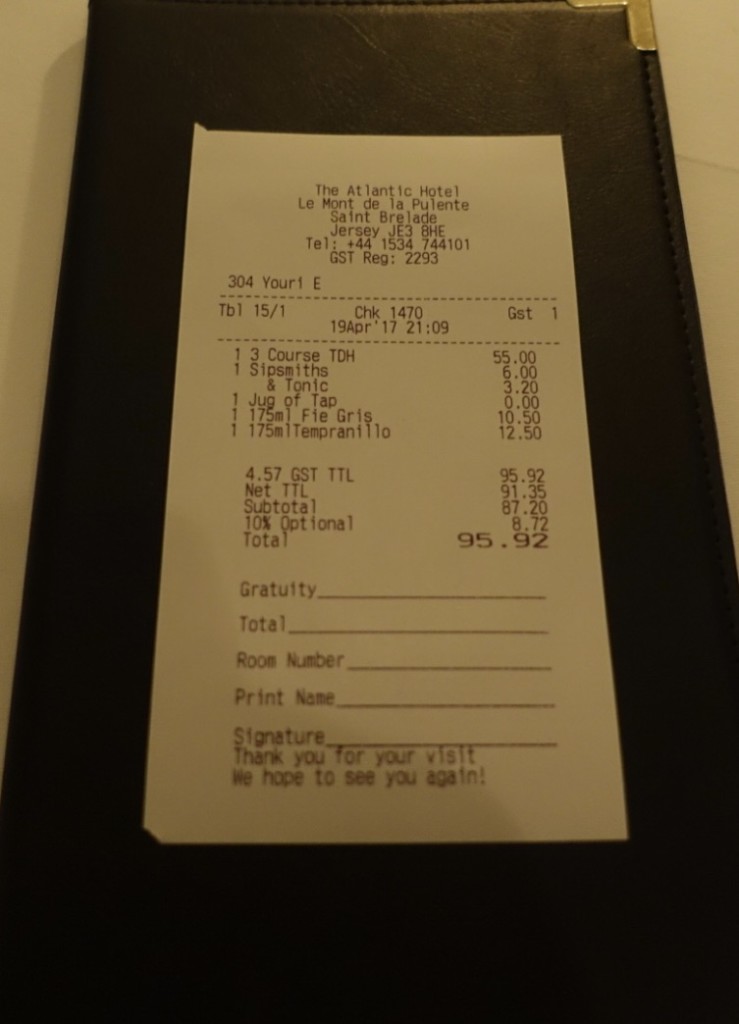 The Atlantic Hotel
Le Mont de la Pulente
Saint Brelade
Jersey JE3 8HE
Tel: +44 1534 744101
GST Reg: 2293
304 Youri E
Tbl 15/1 Chk 1470 Gst 1
19Apr'17 21:09
1 3 Course TDH 55.00
1 Sipsmiths 6.00
& Tonic 3.20
1 Jug of Tap 0.00
1 175ml Fie Gris 10.50
1 175mlTempranillo 12.50
4.57 GST TTL 95.92
Net TTL 91.35
Subtotal 87.20
10% Optional 8.72
Total 95.92
Gratuity
Total
Room Number
Print Name
Signature
Thank you for your visit
We hope to see you again!